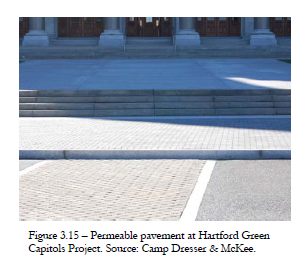 Figure 3.15 – Permeable pavement at Hartford Green
Capitols Project. Source: Camp Dresser & McKee.